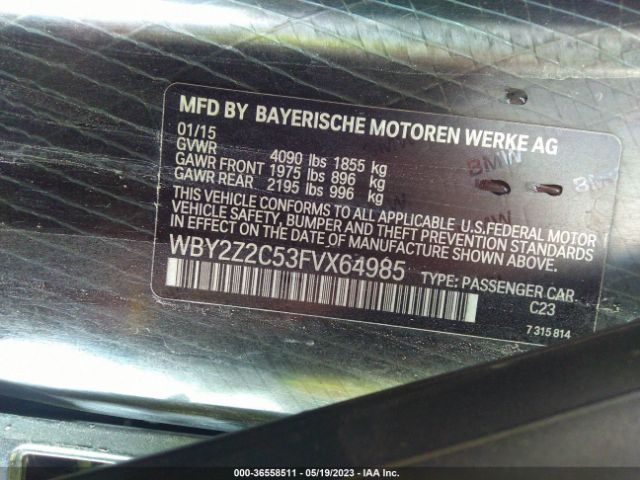 MFD BY BAYERISCHE MOTOREN WERKE AG
01/15
GVWR 4090 lbs 1855 kg
GAWR FRONT 1975 lbs 896 kg
GAWR REAR 2195 lbs 996 kg
THIS VEHICLE CONFORMS TO ALL APPLICABLE U.S.FEDERAL MOTOR
VEHICLE SAFETY, BUMPER AND THEFT PREVENTION STANDARDS
IN EFFECT ON THE DATE OF MANUFACTURE SHOWN ABOVE.
WBY2Z2C53FVX64985
TYPE: PASSENGER CAR
C23
7 315 814
BMW
BMW
000-36558511 - 05/19/2023 - IAA Inc.